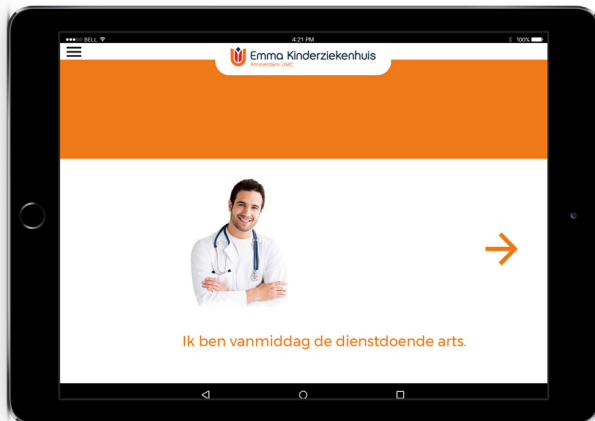 BELL
4:21 PM
100%
Emma Kinderziekenhuis
Amsterdam UMC
Ik ben vanmiddag de dienstdoende arts.